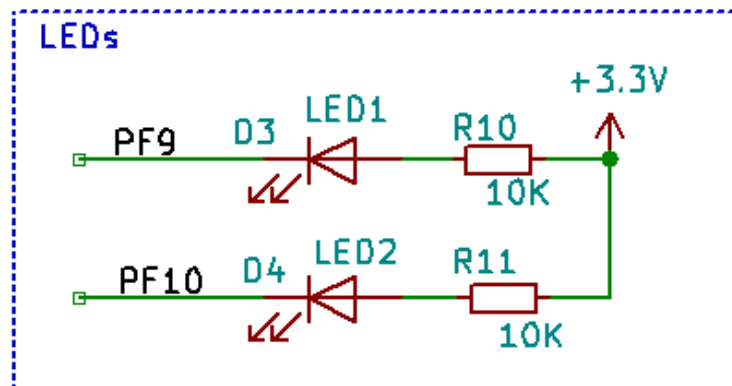 LEDs
+3.3V
LED1
D3
R10
PF9
10K
LED2
D4
R11
PF10
10K